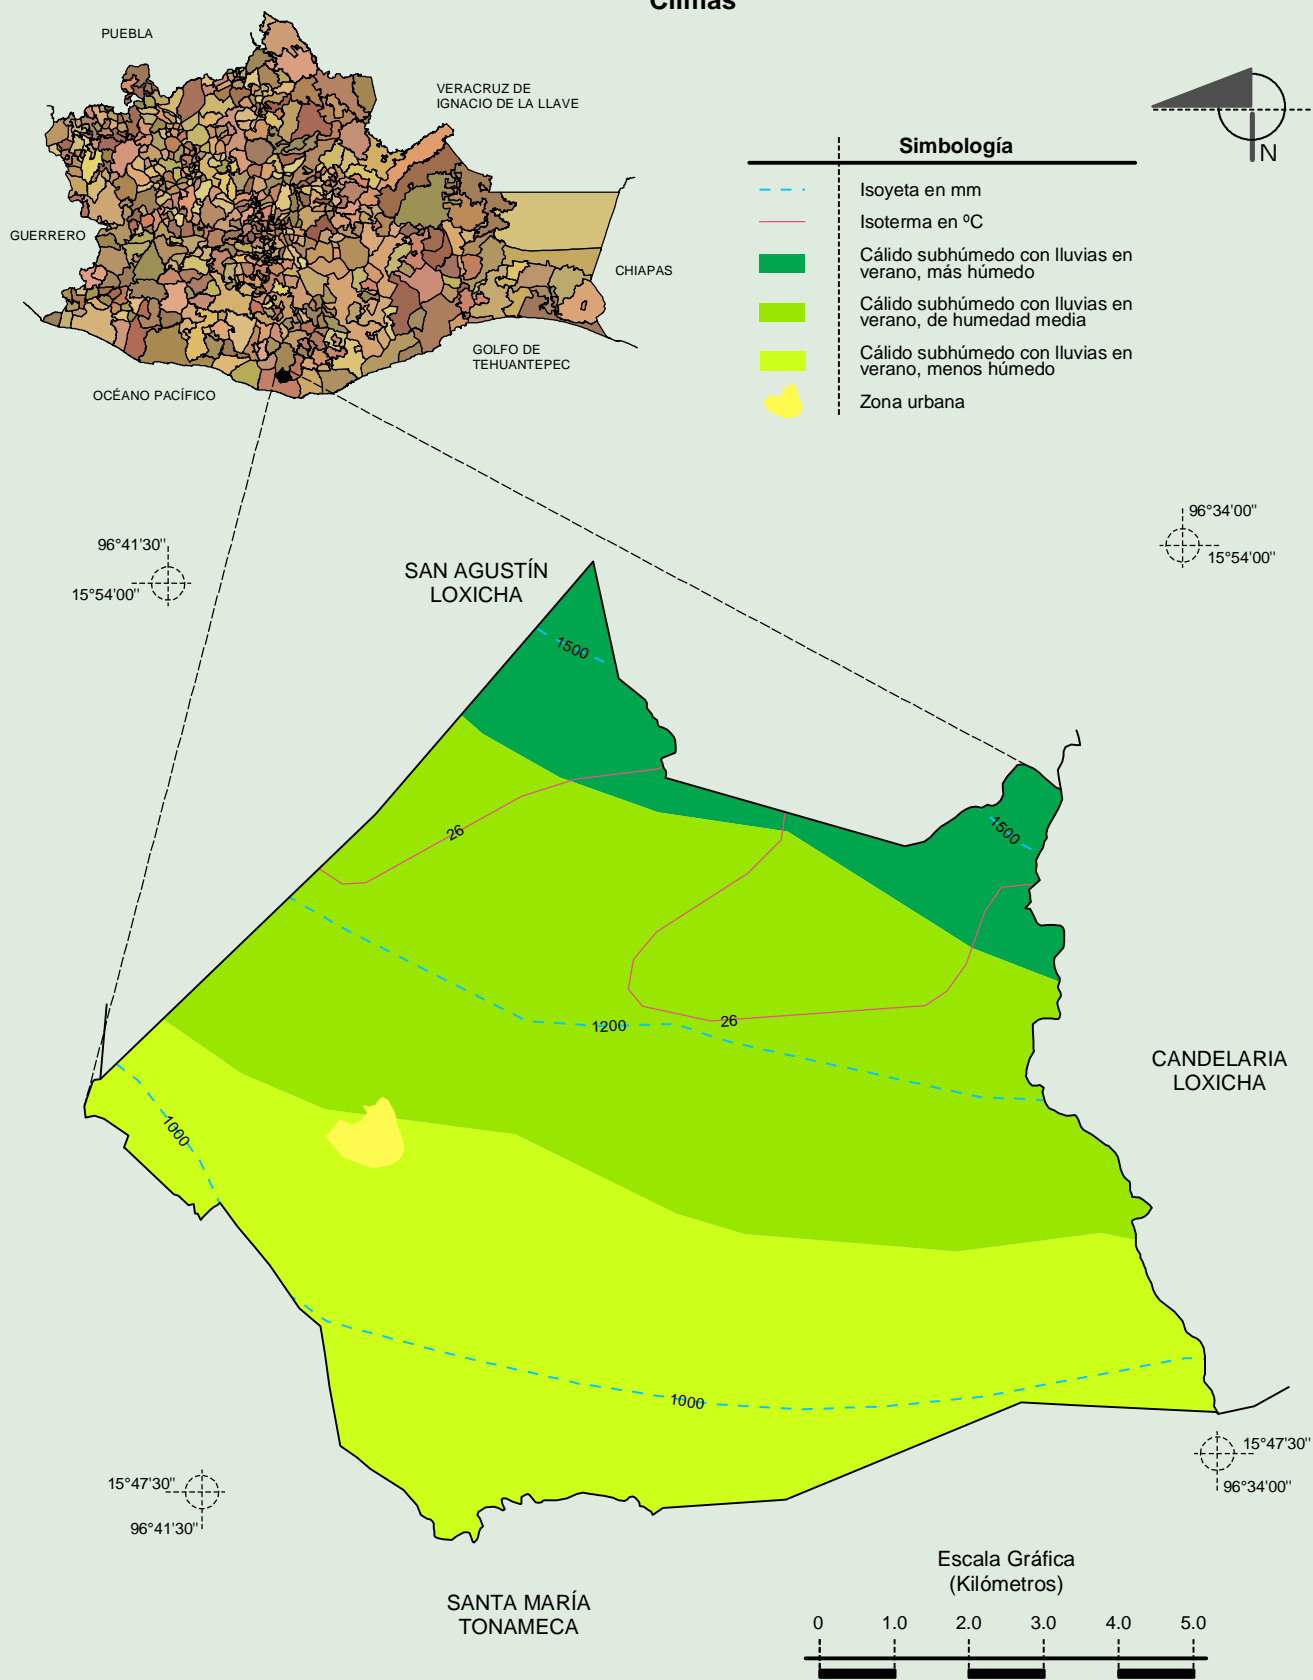 Climas
PUEBLA
VERACRUZ DE
IGNACIO DE LA LLAVE
GUERRERO
CHIAPAS
GOLFO DE
TEHUANTEPEC
OCÉANO PACÍFICO
N
Simbología
Isoyeta en mm
Isoterma en ºC
Cálido subhúmedo con lluvias en
verano, más húmedo
Cálido subhúmedo con lluvias en
verano, de humedad media
Cálido subhúmedo con lluvias en
verano, menos húmedo
Zona urbana
96°41'30"
15°54'00"
96°34'00"
15°54'00"
SAN AGUSTÍN
LOXICHA
1500
1500
26
26
1200
1000
1000
CANDELARIA
LOXICHA
15°47'30"
96°41'30"
15°47'30"
96°34'00"
SANTA MARÍA
TONAMECA
Escala Gráfica
(Kilómetros)
0 1.0 2.0 3.0 4.0 5.0